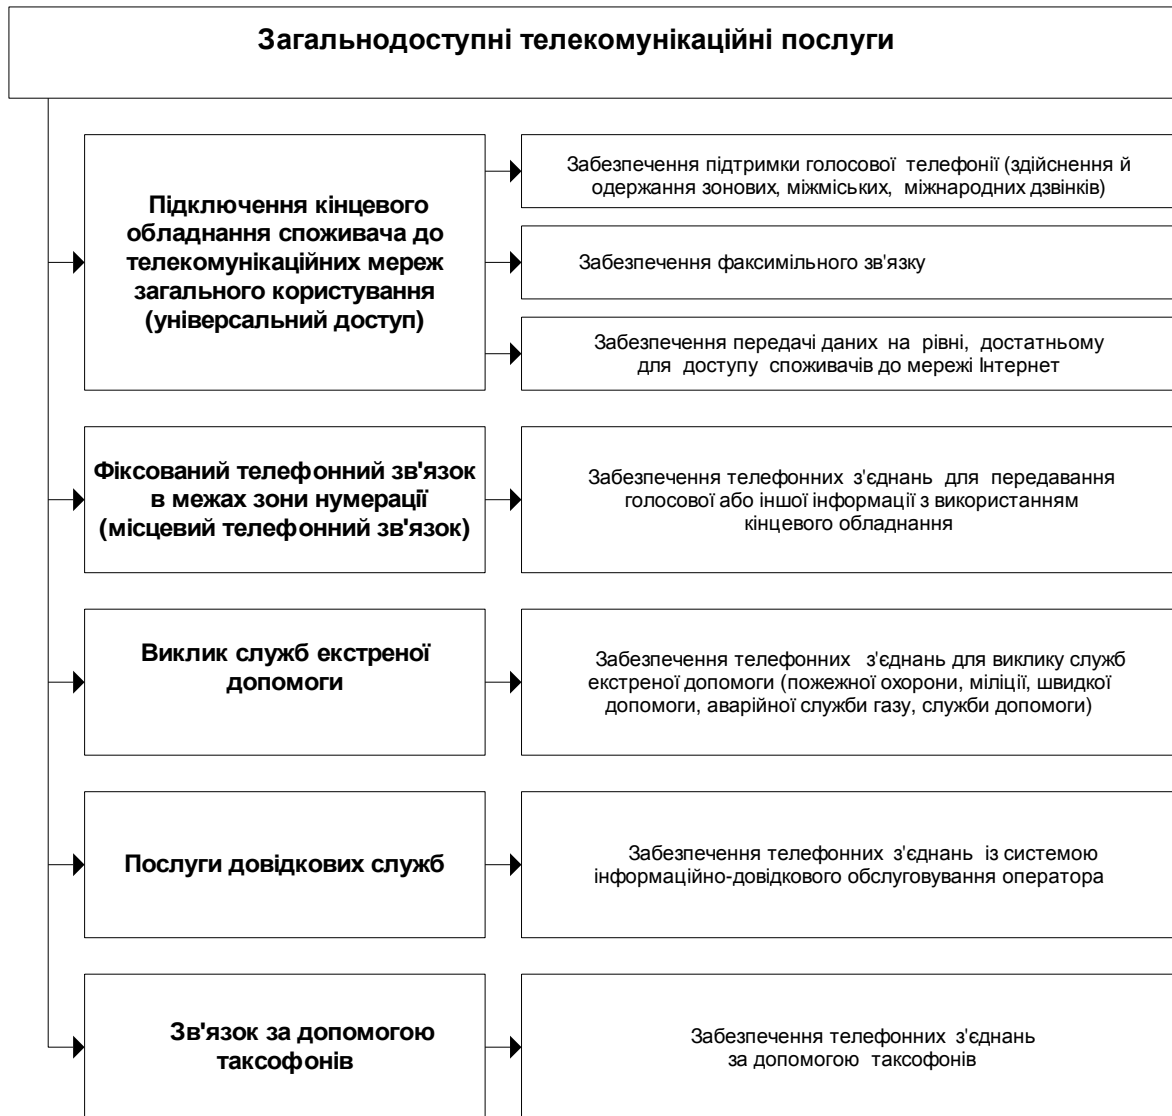 Загальнодоступні телекомунікаційні послуги
Підключення кінцевого
обладнання споживача до
телекомунікаційних мереж
загального користування
(універсальний доступ)
Забезпечення підтримки голосової телефонії (здійснення й
одержання зонових, міжміських, міжнародних дзвінків)
Забезпечення факсимільного зв'язку
Забезпечення передачі даних на рівні, достатньому
для доступу споживачів до мережі Інтернет
Фіксований телефонний зв'язок
в межах зони нумерації
(місцевий телефонний зв'язок)
Забезпечення телефонних з'єднань для передавання
голосової або іншої інформації з використанням
кінцевого обладнання
Виклик служб екстреної
допомоги
Забезпечення телефонних з'єднань для виклику служб
екстреної допомоги (пожежної охорони, міліції, швидкої
допомоги, аварійної служби газу, служби допомоги)
Послуги довідкових служб
Забезпечення телефонних з'єднань із системою
інформаційно-довідкового обслуговування оператора
Зв'язок за допомогою
таксофонів
Забезпечення телефонних з'єднань
за допомогою таксофонів